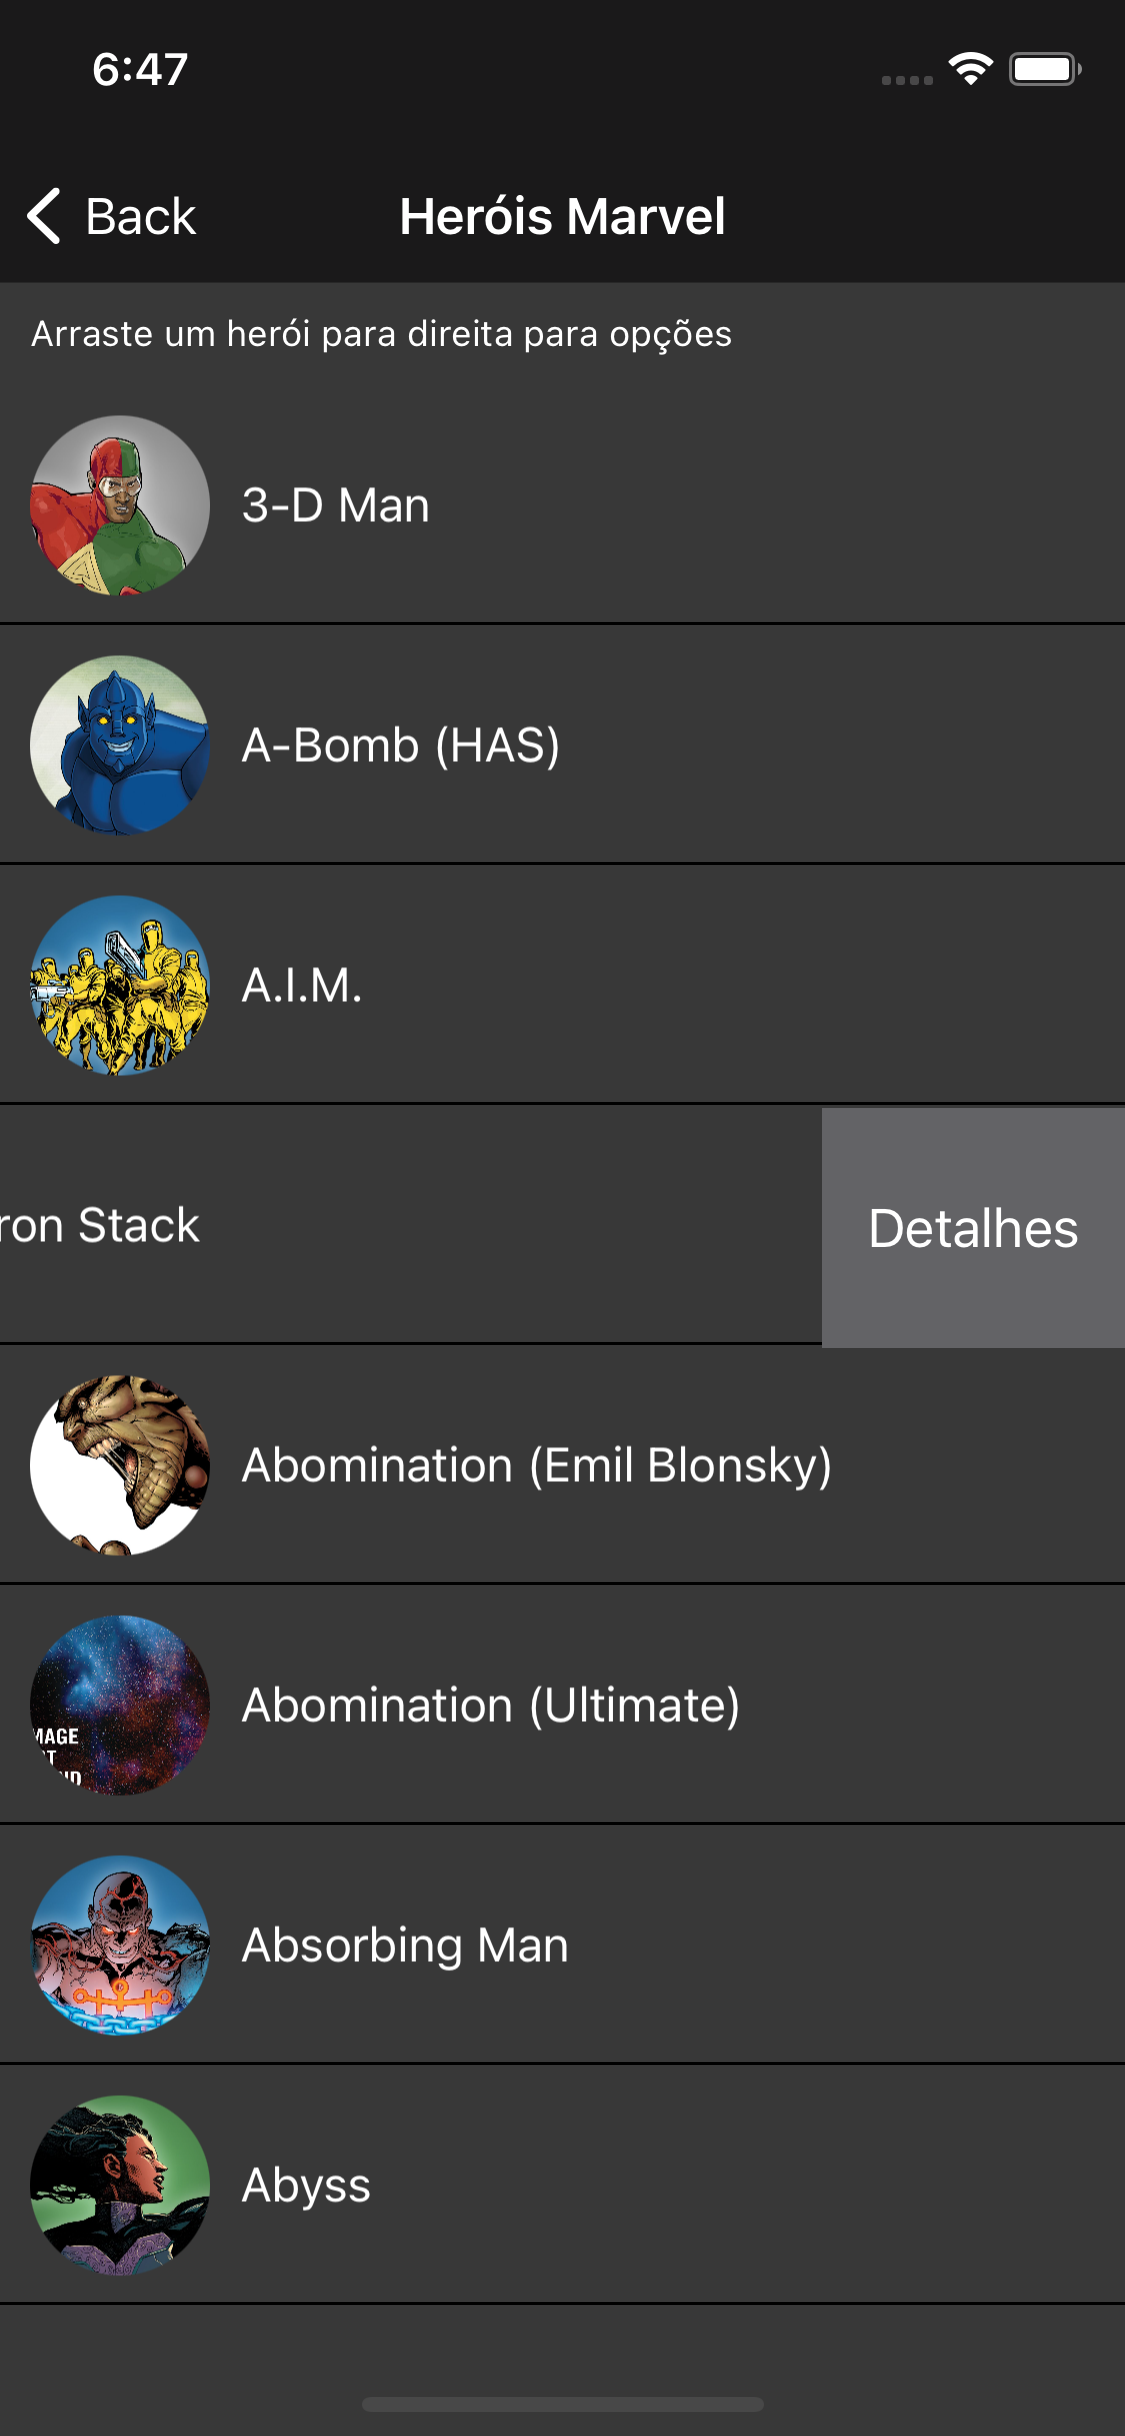 6:47
Back
Heróis Marvel
Arraste um herói para direita para opções
3-D Man
A-Bomb (HAS)
A.I.M.
ron Stack
Detalhes
Abomination (Emil Blonsky)
MAGE
Abomination (Ultimate)
Absorbing Man
Abyss